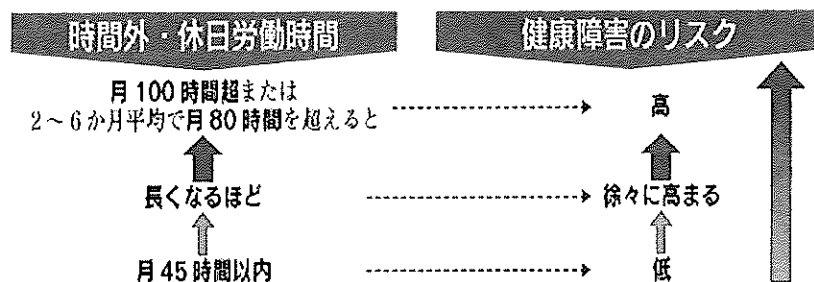 時間外・休日労働時間
健康障害のリスク
月100時間超または
2～6か月平均で月80時間を超えると
高
長くなるほど
徐々に高まる
月45時間以内
低